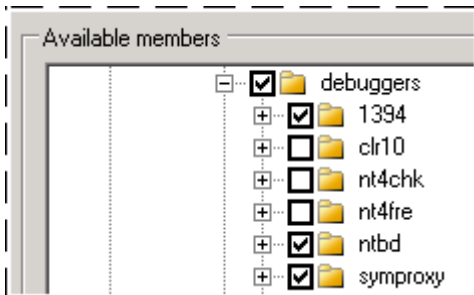 Available members
debuggers
1394
clr10
nt4chk
nt4fre
ntbd
symproxy